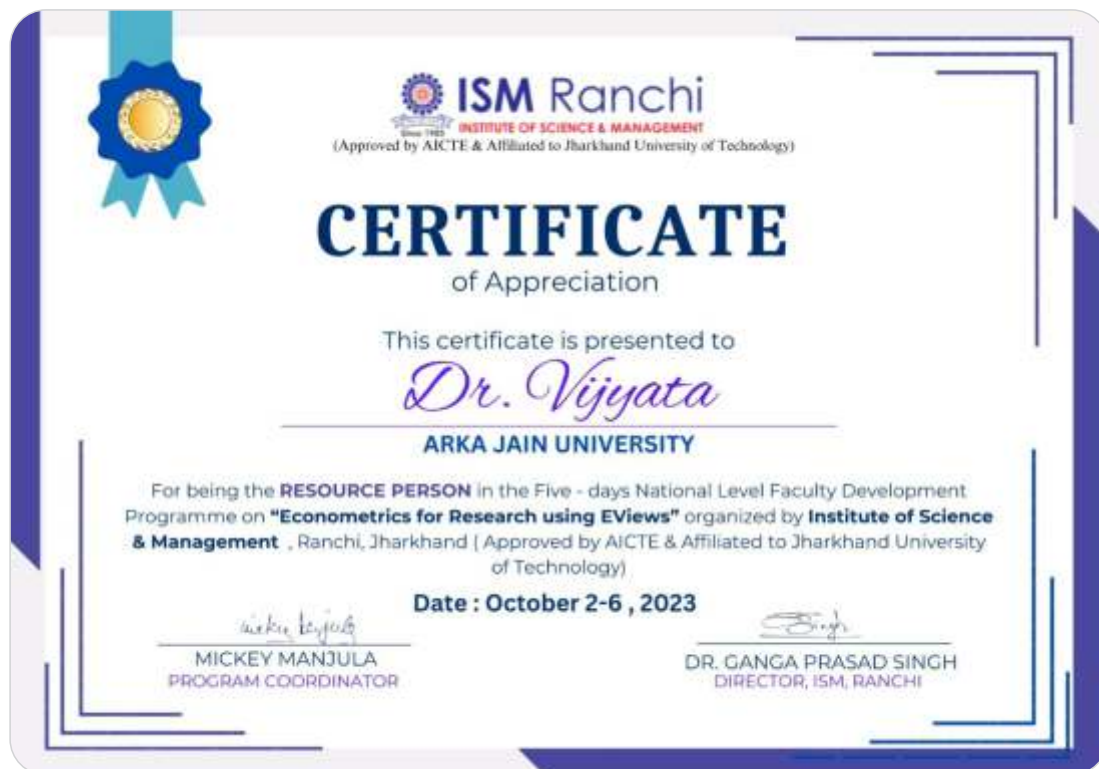 ISM Ranchi
Since 1985
INSTITUTE OF SCIENCE & MANAGEMENT
(Approved by AICTE & Affiliated to Jharkhand University of Technology)
CERTIFICATE
of Appreciation
This certificate is presented to
Dr. Vijyata
ARKA JAIN UNIVERSITY
For being the RESOURCE PERSON in the Five - days National Level Faculty Development
Programme on "Econometrics for Research using EViews" organized by Institute of Science
& Management , Ranchi, Jharkhand ( Approved by AICTE & Affiliated to Jharkhand University
of Technology)
Date : October 2-6 , 2023
Singh
MICKEY MANJULA
PROGRAM COORDINATOR
DR. GANGA PRASAD SINGH
DIRECTOR, ISM, RANCHI